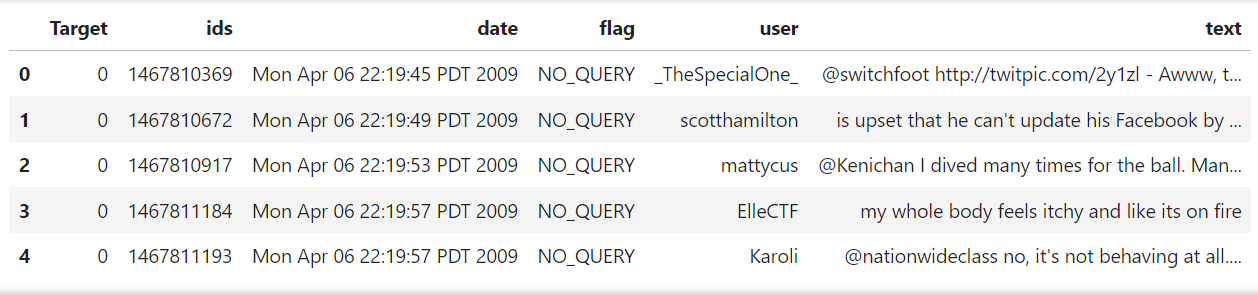 Target ids date flag user text
0 0 1467810369 Mon Apr 06 22:19:45 PDT 2009 NO_QUERY _TheSpecialOne_ @switchfoot http://twitpic.com/2y1zl - Awww, t...
1 0 1467810672 Mon Apr 06 22:19:49 PDT 2009 NO_QUERY scotthamilton is upset that he can't update his Facebook by ...
2 0 1467810917 Mon Apr 06 22:19:53 PDT 2009 NO_QUERY mattycus @Kenichan I dived many times for the ball. Man...
3 0 1467811184 Mon Apr 06 22:19:57 PDT 2009 NO_QUERY ElleCTF my whole body feels itchy and like its on fire
4 0 1467811193 Mon Apr 06 22:19:57 PDT 2009 NO_QUERY Karoli @nationwideclass no, it's not behaving at all....